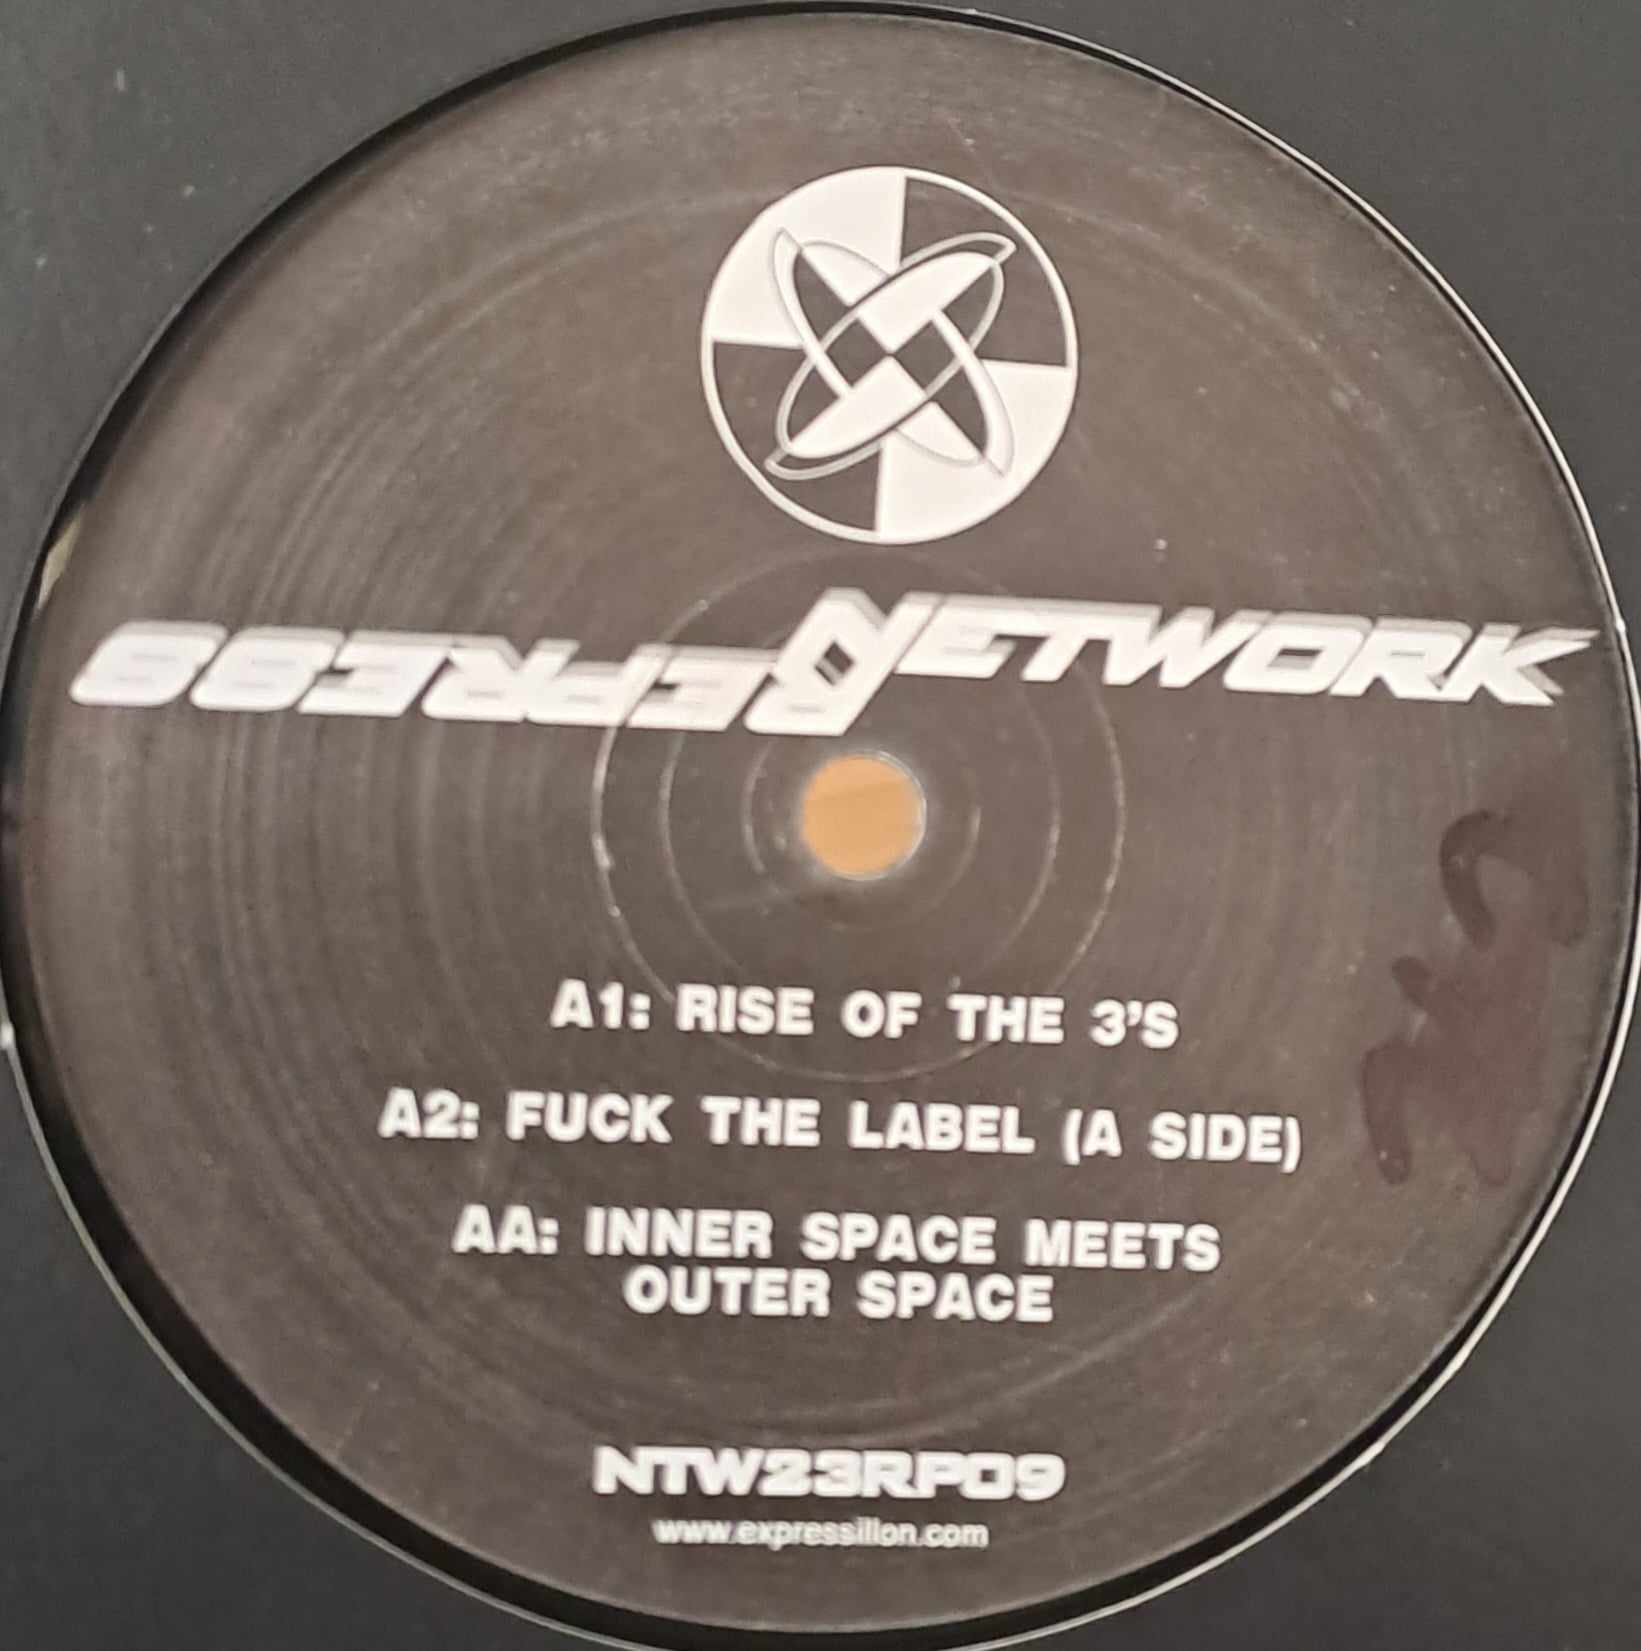 NETWORK
REPRESS
A1: RISE OF THE 3'S
A2: FUCK THE LABEL (A SIDE)
AA: INNER SPACE MEETS
OUTER SPACE
NTW23RP09
www.expressillon.com